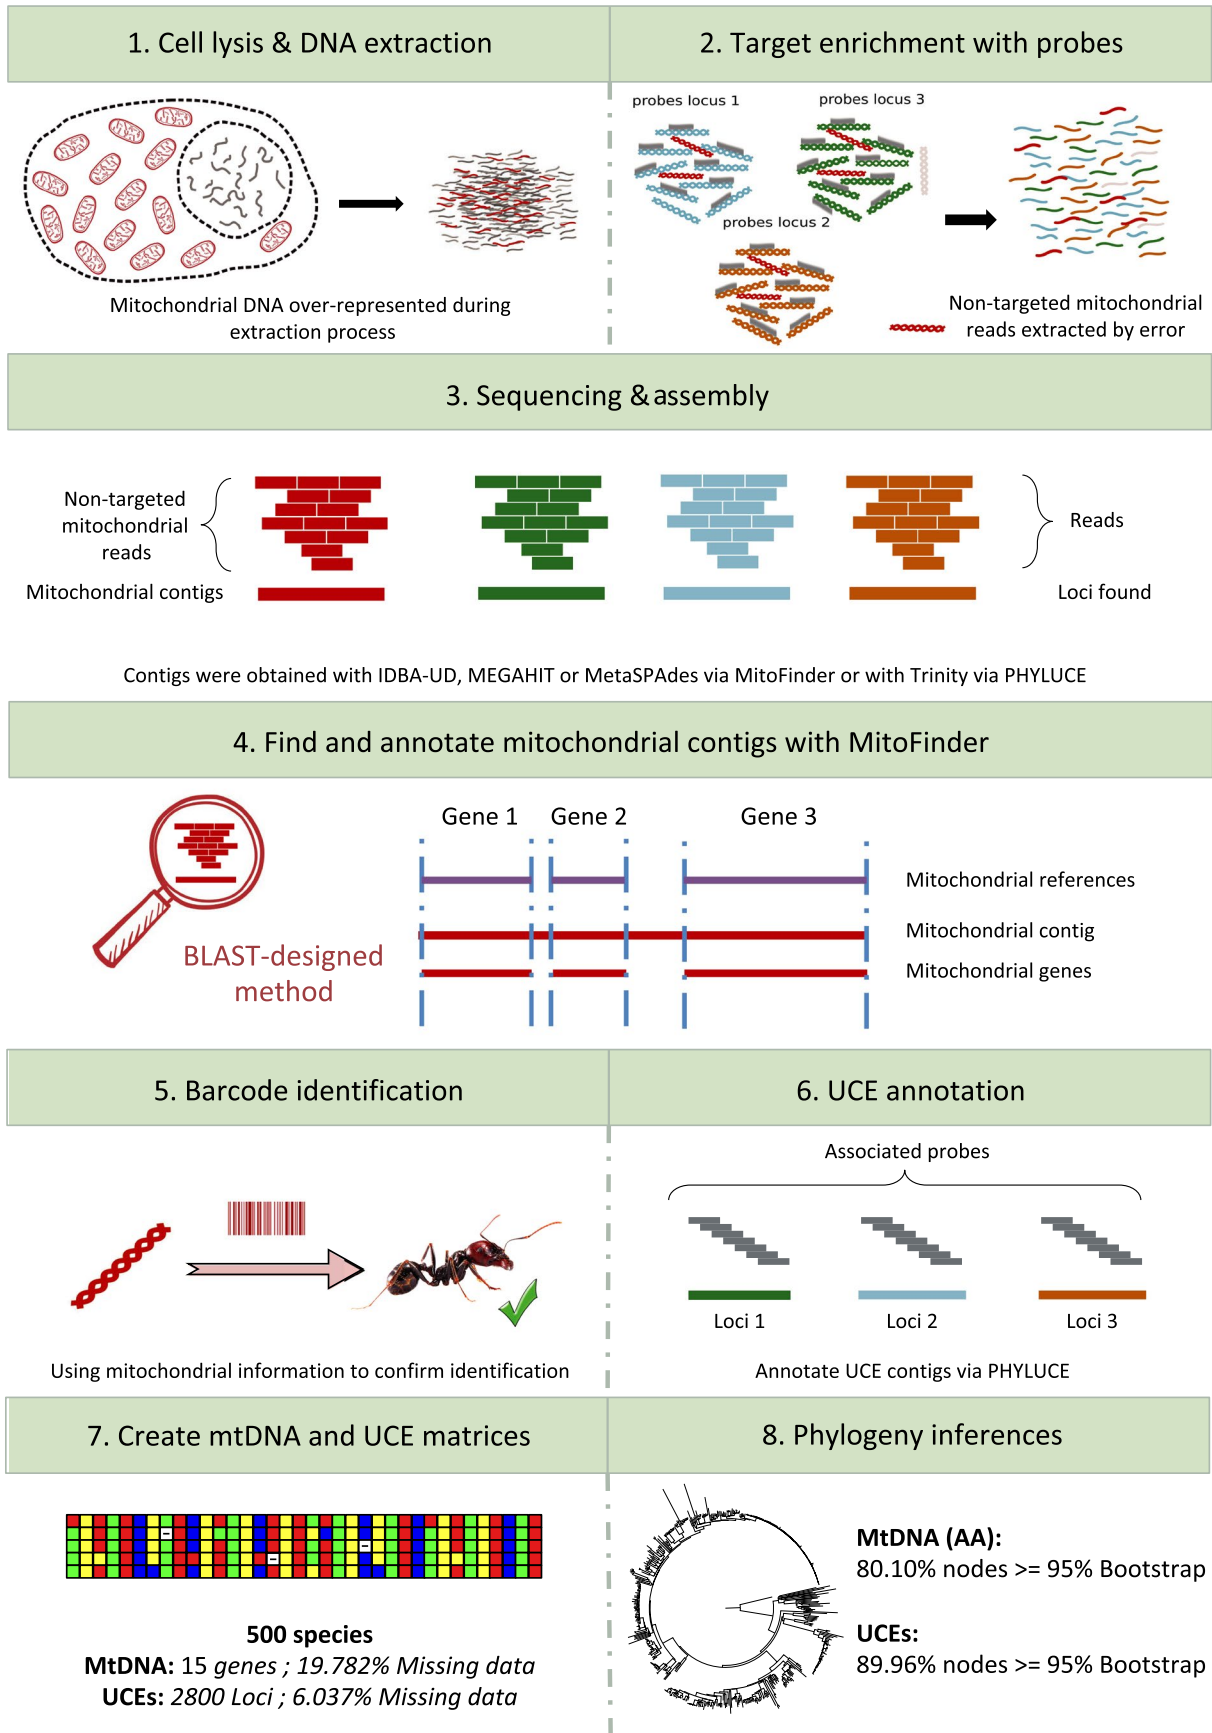 1. Cell lysis & DNA extraction
2. Target enrichment with probes
Mitochondrial DNA over-represented during
extraction process
probes locus 1
probes locus 3
probes locus 2
Non-targeted mitochondrial
reads extracted by error
3. Sequencing & assembly
Non-targeted
mitochondrial
reads
Reads
Mitochondrial contigs
Loci found
Contigs were obtained with IDBA-UD, MEGAHIT or MetaSPAdes via MitoFinder or with Trinity via PHYLUCE
4. Find and annotate mitochondrial contigs with MitoFinder
BLAST-designed
method
Gene 1
Gene 2
Gene 3
Mitochondrial references
Mitochondrial contig
Mitochondrial genes
5. Barcode identification
6. UCE annotation
Using mitochondrial information to confirm identification
Associated probes
Loci 1
Loci 2
Loci 3
Annotate UCE contigs via PHYLUCE
7. Create mtDNA and UCE matrices
8. Phylogeny inferences
500 species
MtDNA: 15 genes ; 19.782% Missing data
UCEs: 2800 Loci ; 6.037% Missing data
MtDNA (AA):
80.10% nodes >= 95% Bootstrap
UCEs:
89.96% nodes >= 95% Bootstrap